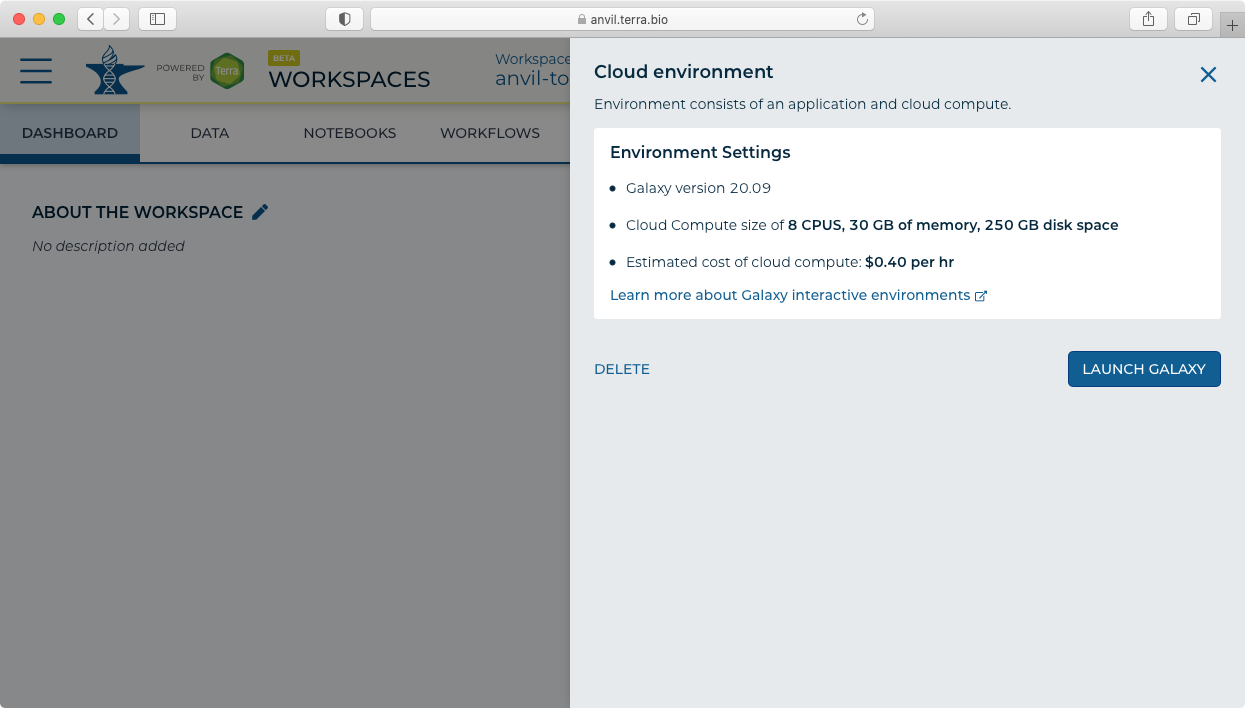 anvil.terra.bio
POWERED
BY
Terra
BETA
WORKSPACES
Workspace
anvil-to
DASHBOARD
DATA
NOTEBOOKS
WORKFLOWS
ABOUT THE WORKSPACE
No description added
Cloud environment
Environment consists of an application and cloud compute.
Environment Settings
Galaxy version 20.09
Cloud Compute size of 8 CPUS, 30 GB of memory, 250 GB disk space
Estimated cost of cloud compute: $0.40 per hr
Learn more about Galaxy interactive environments
DELETE
LAUNCH GALAXY